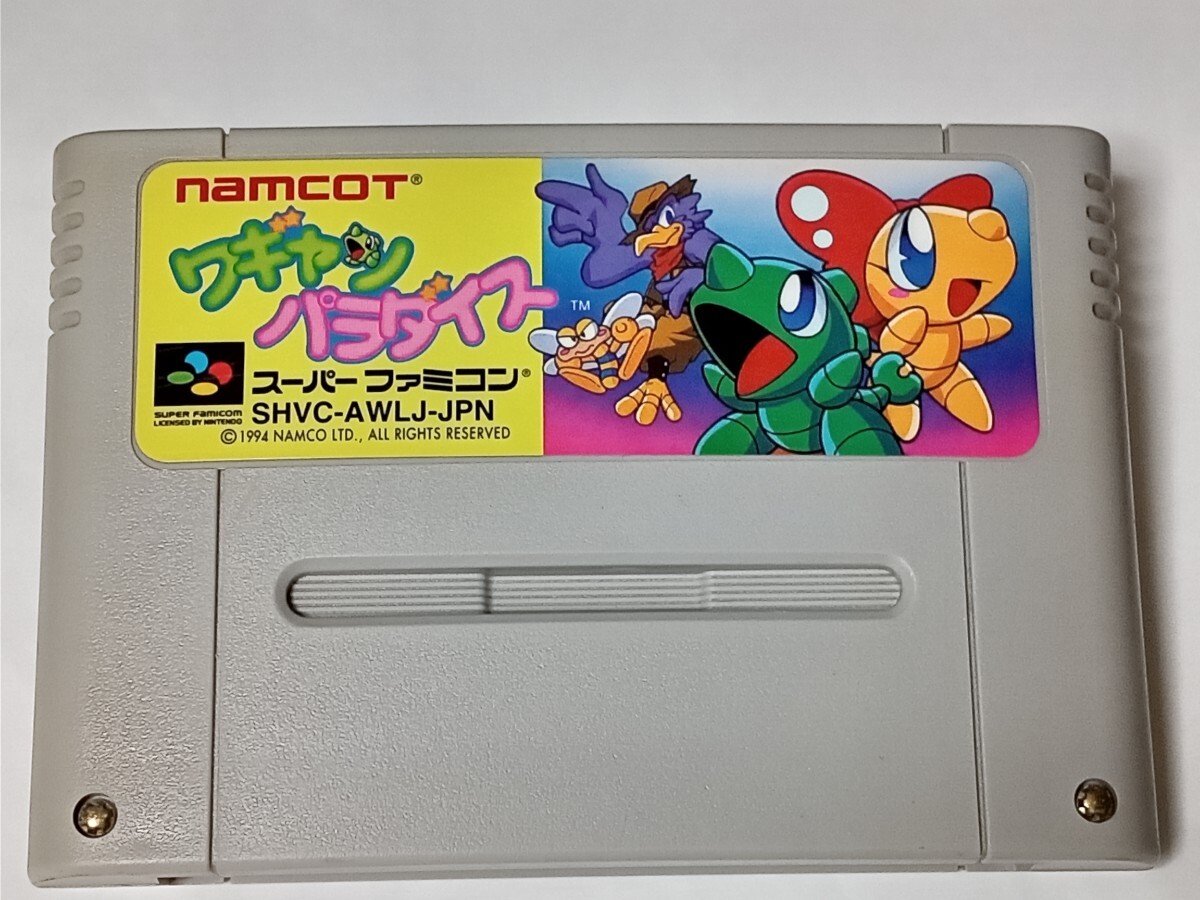 namcot®
ワギャン
パラダイス
TM
スーパーファミコン®
SUPER FAMICOM
LICENSED BY NINTENDO
SHVC-AWLJ-JPN
©1994 NAMCO LTD., ALL RIGHTS RESERVED